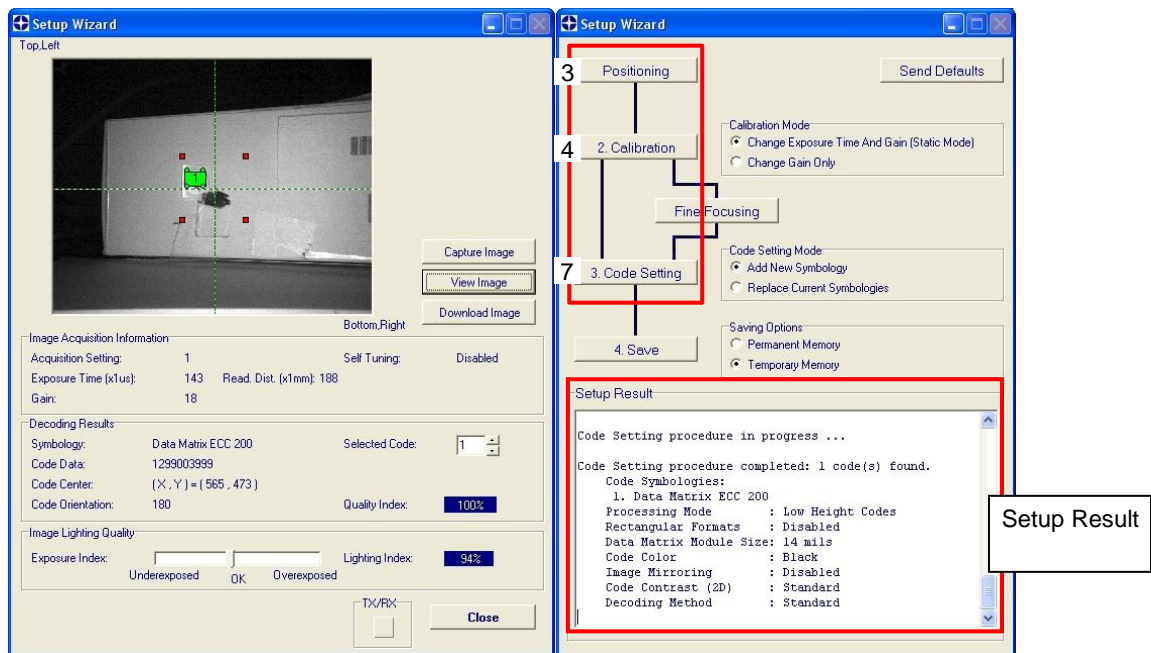 Setup Wizard
Top,Left
1
Capture Image
View Image
Download Image
Bottom,Right
Image Acquisition Information
Acquisition Setting: 1 Self Tuning: Disabled
Exposure Time (x1us): 143 Read. Dist. (x1mm): 188
Gain: 18
Decoding Results
Symbology: Data Matrix ECC 200 Selected Code: 1
Code Data: 1299003999
Code Center: ( X , Y ) = ( 565 , 473 )
Code Orientation: 180 Quality Index: 100%
Image Lighting Quality
Exposure Index: Lighting Index: 94%
Underexposed OK Overexposed
TX/RX
Close
Setup Wizard
3 Positioning
Send Defaults
4 2. Calibration
Calibration Mode
Change Exposure Time And Gain (Static Mode)
Change Gain Only
Fine Focusing
7 3. Code Setting
Code Setting Mode
Add New Symbology
Replace Current Symbologies
4. Save
Saving Options
Permanent Memory
Temporary Memory
Setup Result
Code Setting procedure in progress ...
Code Setting procedure completed: 1 code(s) found.
Code Symbologies:
1. Data Matrix ECC 200
Processing Mode : Low Height Codes
Rectangular Formats : Disabled
Data Matrix Module Size: 14 mils
Code Color : Black
Image Mirroring : Disabled
Code Contrast (2D) : Standard
Decoding Method : Standard
Setup Result